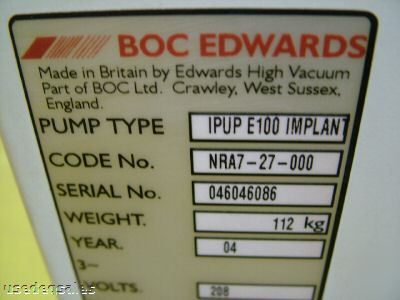 BOC EDWARDS
Made in Britain by Edwards High Vacuum
Part of BOC Ltd. Crawley, West Sussex,
England.
PUMP TYPE IPUP E100 IMPLANT
CODE No. NRA7-27-000
SERIAL No. 046046086
WEIGHT. 112 kg
YEAR. 04
3~
VOLTS. 208
usedeqsales